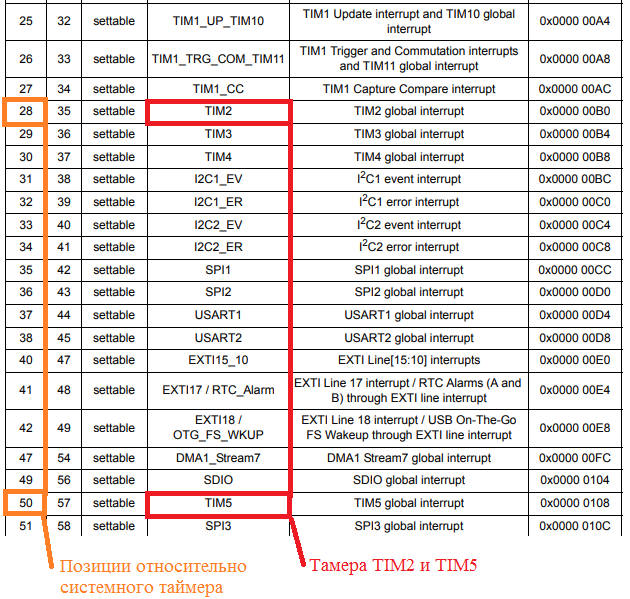 25 32 settable TIM1_UP_TIM10 TIM1 Update interrupt and TIM10 global interrupt 0x0000 00A4
26 33 settable TIM1_TRG_COM_TIM11 TIM1 Trigger and Commutation interrupts and TIM11 global interrupt 0x0000 00A8
27 34 settable TIM1_CC TIM1 Capture Compare interrupt 0x0000 00AC
28 35 settable TIM2 TIM2 global interrupt 0x0000 00B0
29 36 settable TIM3 TIM3 global interrupt 0x0000 00B4
30 37 settable TIM4 TIM4 global interrupt 0x0000 00B8
31 38 settable I2C1_EV I²C1 event interrupt 0x0000 00BC
32 39 settable I2C1_ER I²C1 error interrupt 0x0000 00C0
33 40 settable I2C2_EV I²C2 event interrupt 0x0000 00C4
34 41 settable I2C2_ER I²C2 error interrupt 0x0000 00C8
35 42 settable SPI1 SPI1 global interrupt 0x0000 00CC
36 43 settable SPI2 SPI2 global interrupt 0x0000 00D0
37 44 settable USART1 USART1 global interrupt 0x0000 00D4
38 45 settable USART2 USART2 global interrupt 0x0000 00D8
40 47 settable EXTI15_10 EXTI Line[15:10] interrupts 0x0000 00E0
41 48 settable EXTI17 / RTC_Alarm EXTI Line 17 interrupt / RTC Alarms (A and B) through EXTI line interrupt 0x0000 00E4
42 49 settable EXTI18 / OTG_FS_WKUP EXTI Line 18 interrupt / USB On-The-Go FS Wakeup through EXTI line interrupt 0x0000 00E8
47 54 settable DMA1_Stream7 DMA1 Stream7 global interrupt 0x0000 00FC
49 56 settable SDIO SDIO global interrupt 0x0000 0104
50 57 settable TIM5 TIM5 global interrupt 0x0000 0108
51 58 settable SPI3 SPI3 global interrupt 0x0000 010C
Позиции относительно
системного таймера
Тамера TIM2 и TIM5